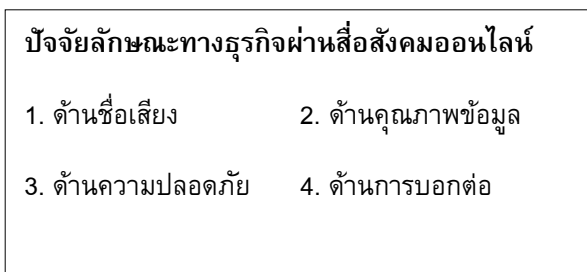 ปัจจัยลักษณะทางธุรกิจผ่านสื่อสังคมออนไลน์
1. ด้านชื่อเสียง 2. ด้านคุณภาพข้อมูล
3. ด้านความปลอดภัย 4. ด้านการบอกต่อ